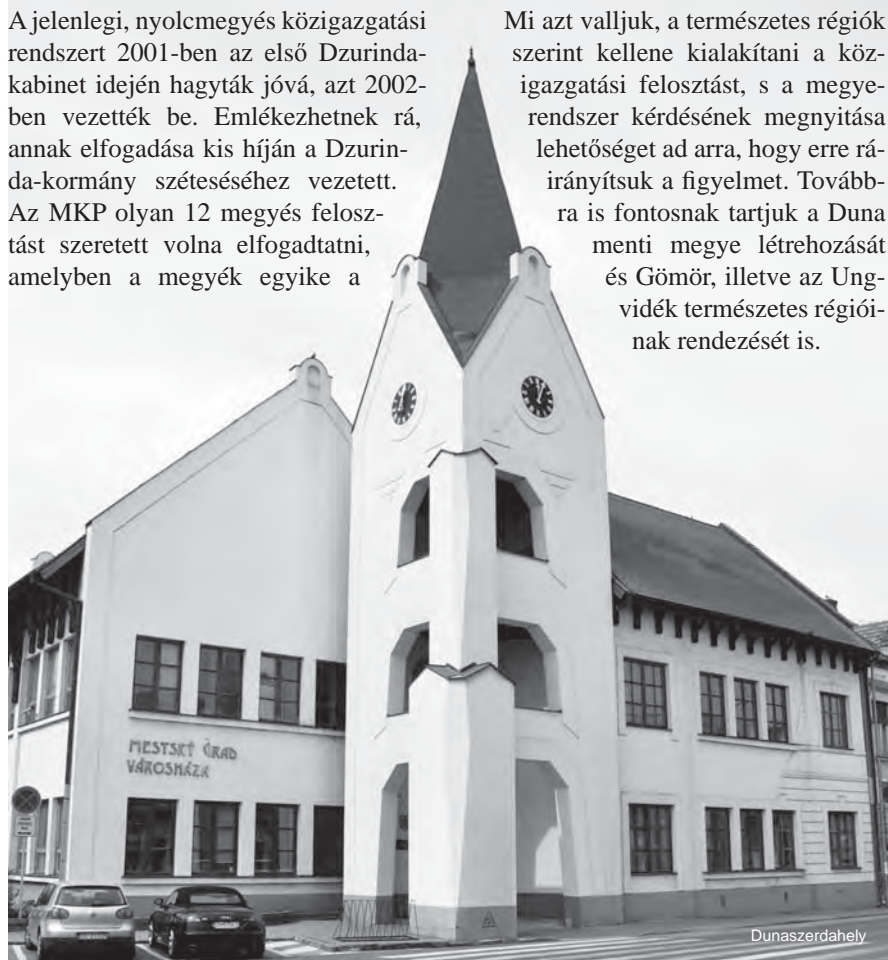 A jelenlegi, nyolcmegyés közigazgatási
rendszert 2001-ben az első Dzurinda-
kabinet idején hagyták jóvá, azt 2002-
ben vezették be. Emlékezhetnek rá,
annak elfogadása kis híján a Dzurin-
da-kormány széteséséhez vezetett.
Az MKP olyan 12 megyés felosz-
tást szeretett volna elfogadtatni,
amelyben a megyék egyike a
Mi azt valljuk, a természetes régiók
szerint kellene kialakítani a köz-
igazgatási felosztást, s a megye-
rendszer kérdésének megnyitása
lehetőséget ad arra, hogy erre rá-
irányítsuk a figyelmet. Tovább-
ra is fontosnak tartjuk a Duna
menti megye létrehozását
és Gömör, illetve az Ung-
vidék természetes régiói-
nak rendezését is.
MESTSKÝ ÚRAD
VÁROSHÁZA
Dunaszerdahely